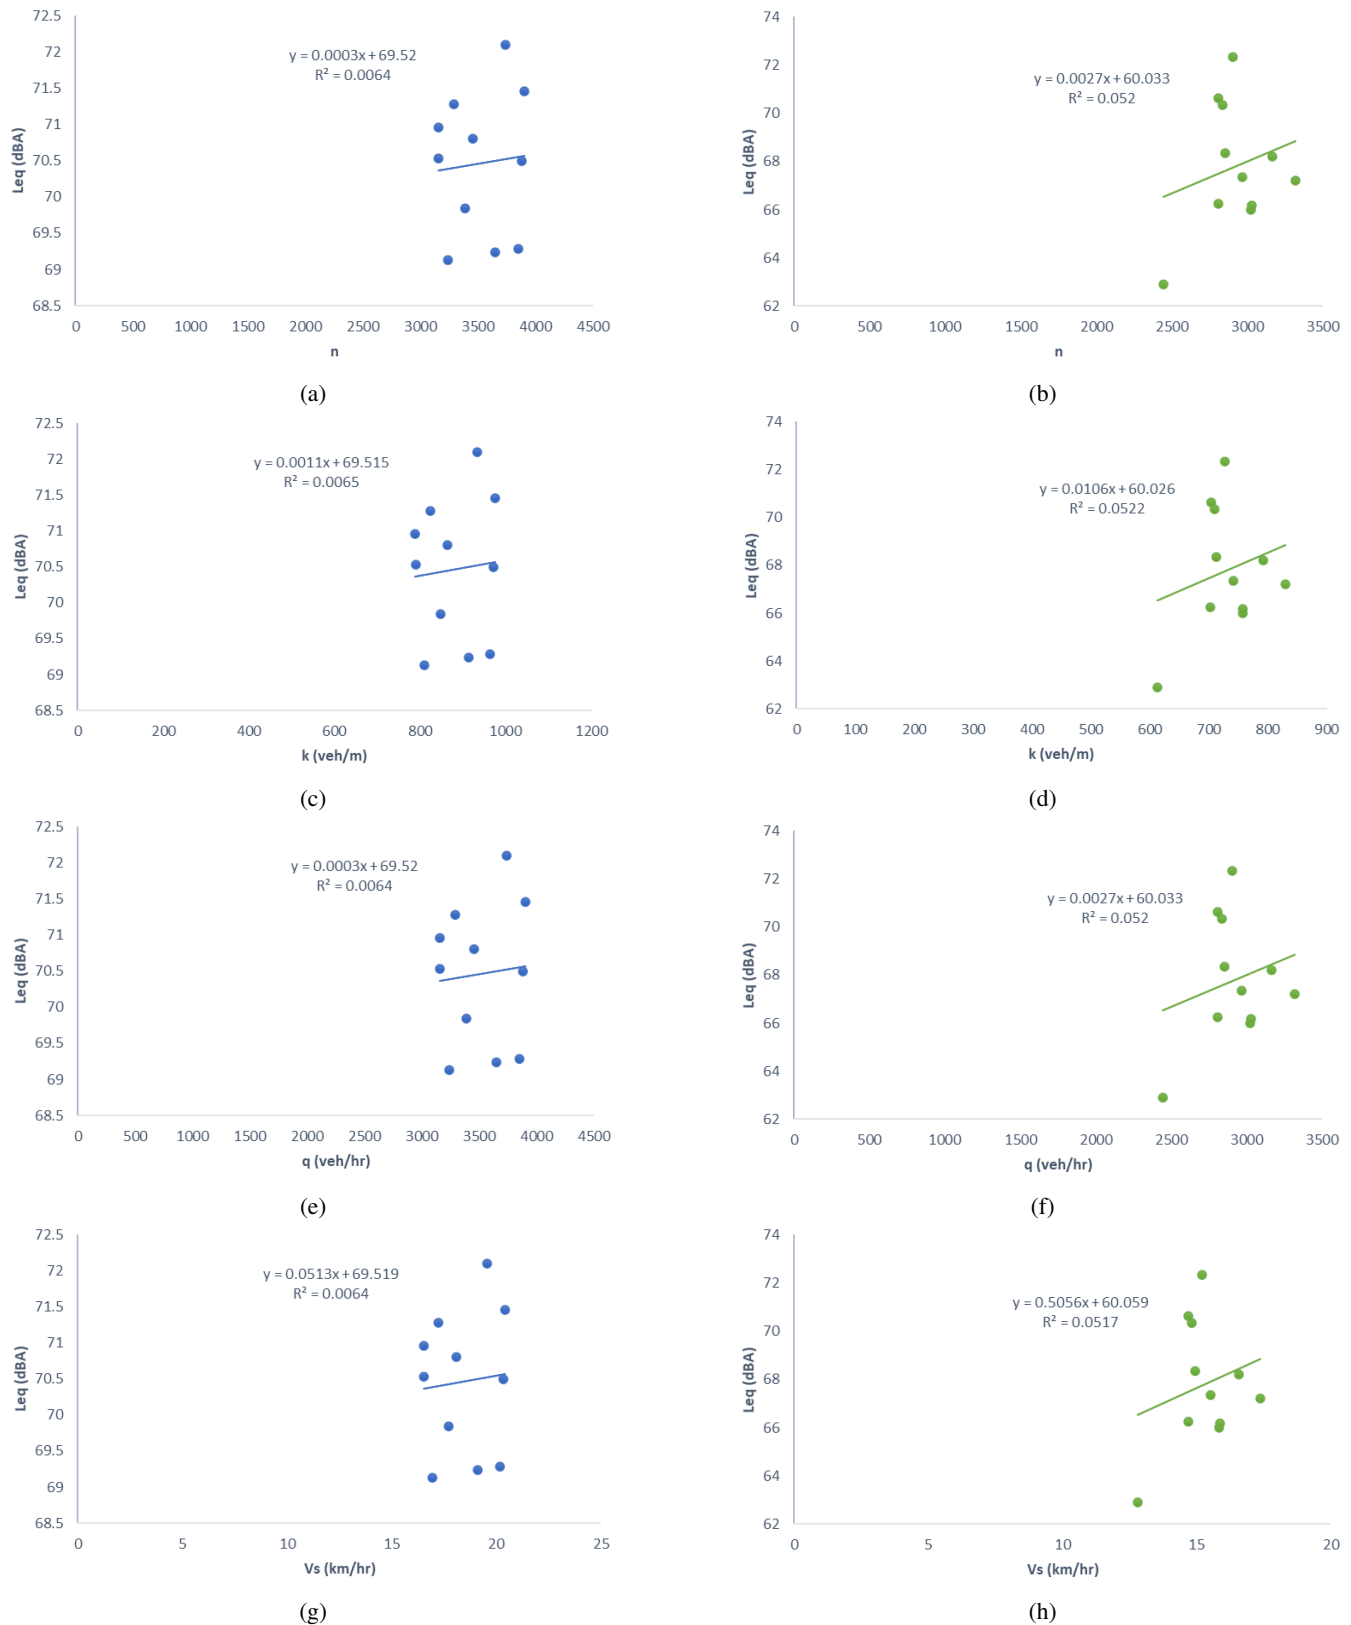 72.5
72
71.5
71
70.5
70
69.5
69
68.5
Leq (dBA)
y = 0.0003x + 69.52
R² = 0.0064
0 500 1000 1500 2000 2500 3000 3500 4000 4500
n
(a)
74
72
70
68
66
64
62
Leq (dBA)
y = 0.0027x + 60.033
R² = 0.052
0 500 1000 1500 2000 2500 3000 3500
n
(b)
72.5
72
71.5
71
70.5
70
69.5
69
68.5
Leq (dBA)
y = 0.0011x + 69.515
R² = 0.0065
0 200 400 600 800 1000 1200
k (veh/m)
(c)
74
72
70
68
66
64
62
Leq (dBA)
y = 0.0106x + 60.026
R² = 0.0522
0 100 200 300 400 500 600 700 800 900
k (veh/m)
(d)
72.5
72
71.5
71
70.5
70
69.5
69
68.5
Leq (dBA)
y = 0.0003x + 69.52
R² = 0.0064
0 500 1000 1500 2000 2500 3000 3500 4000 4500
q (veh/hr)
(e)
74
72
70
68
66
64
62
Leq (dBA)
y = 0.0027x + 60.033
R² = 0.052
0 500 1000 1500 2000 2500 3000 3500
q (veh/hr)
(f)
72.5
72
71.5
71
70.5
70
69.5
69
68.5
Leq (dBA)
y = 0.0513x + 69.519
R² = 0.0064
0 5 10 15 20 25
Vs (km/hr)
(g)
74
72
70
68
66
64
62
Leq (dBA)
y = 0.5056x + 60.059
R² = 0.0517
0 5 10 15 20
Vs (km/hr)
(h)